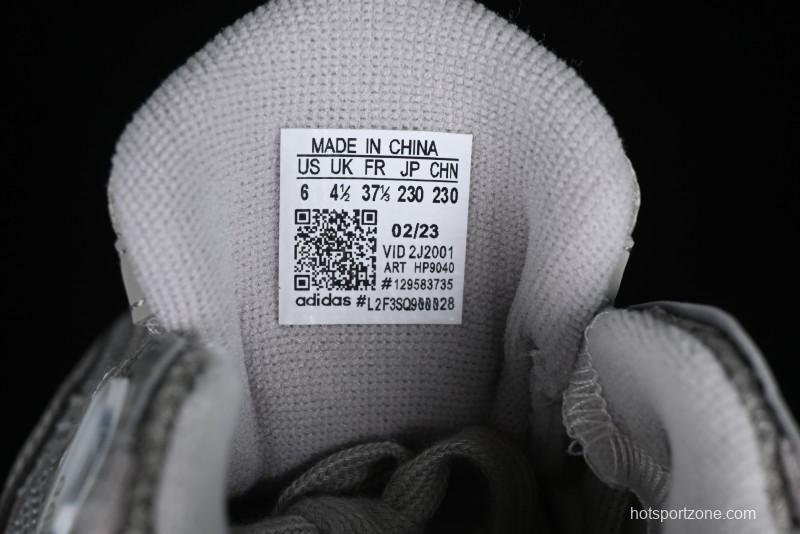 MADE IN CHINA
US UK FR JP CHN
6 4½ 37⅓ 230 230
02/23
VID 2J2001
ART HP9040
#129583735
adidas
hotsportzone.com